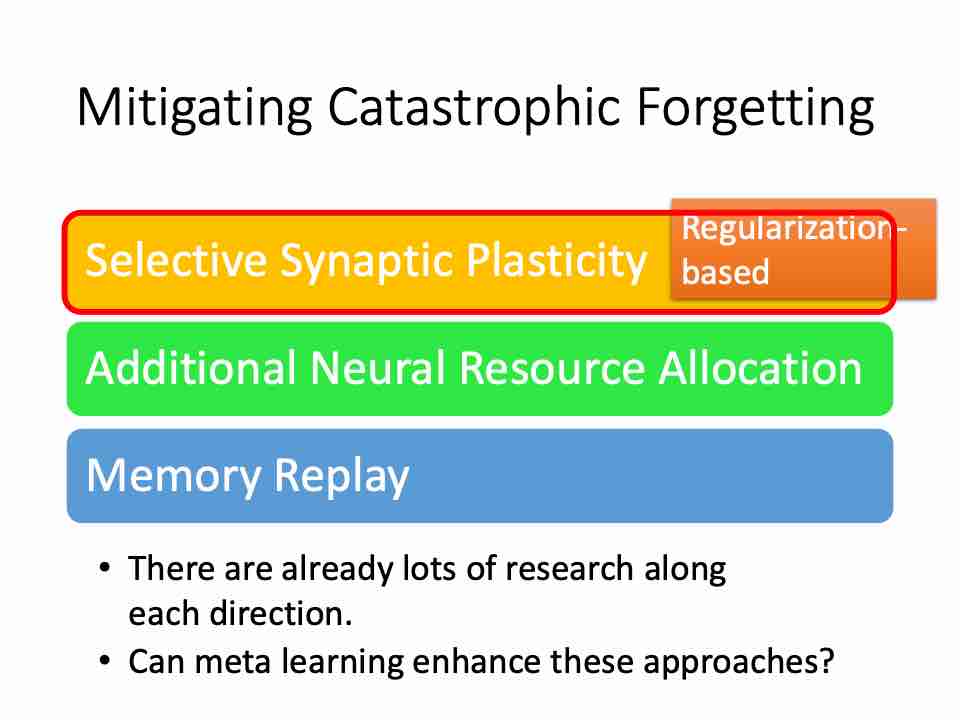 Mitigating Catastrophic Forgetting
Selective Synaptic Plasticity
Regularization-
based
Additional Neural Resource Allocation
Memory Replay
• There are already lots of research along
each direction.
• Can meta learning enhance these approaches?